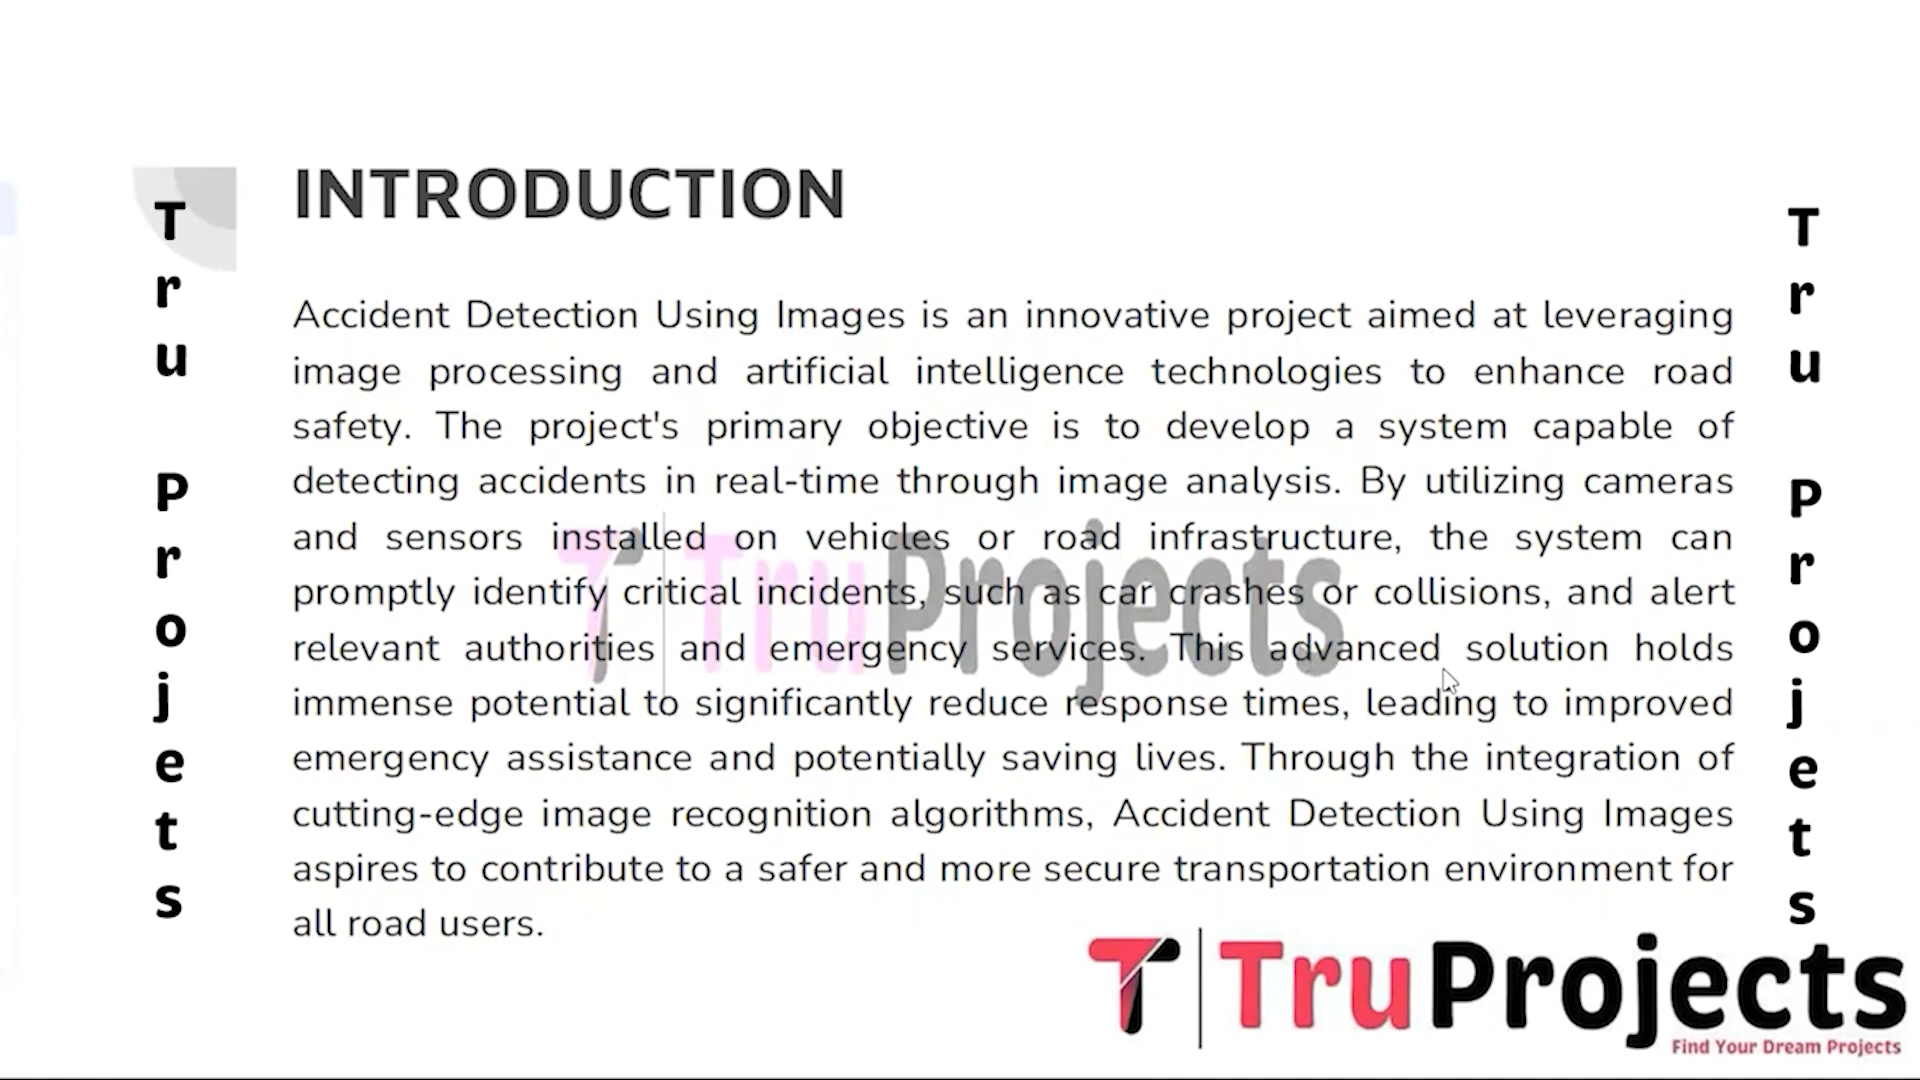 INTRODUCTION
Accident Detection Using Images is an innovative project aimed at leveraging
image processing and artificial intelligence technologies to enhance road
safety. The project's primary objective is to develop a system capable of
detecting accidents in real-time through image analysis. By utilizing cameras
and sensors installed on vehicles or road infrastructure, the system can
promptly identify critical incidents, such as car crashes or collisions, and alert
relevant authorities and emergency services. This advanced solution holds
immense potential to significantly reduce response times, leading to improved
emergency assistance and potentially saving lives. Through the integration of
cutting-edge image recognition algorithms, Accident Detection Using Images
aspires to contribute to a safer and more secure transportation environment for
all road users.
Tru Projets
Tru Projets
TruProjects
T TruProjects
Find Your Dream Projects